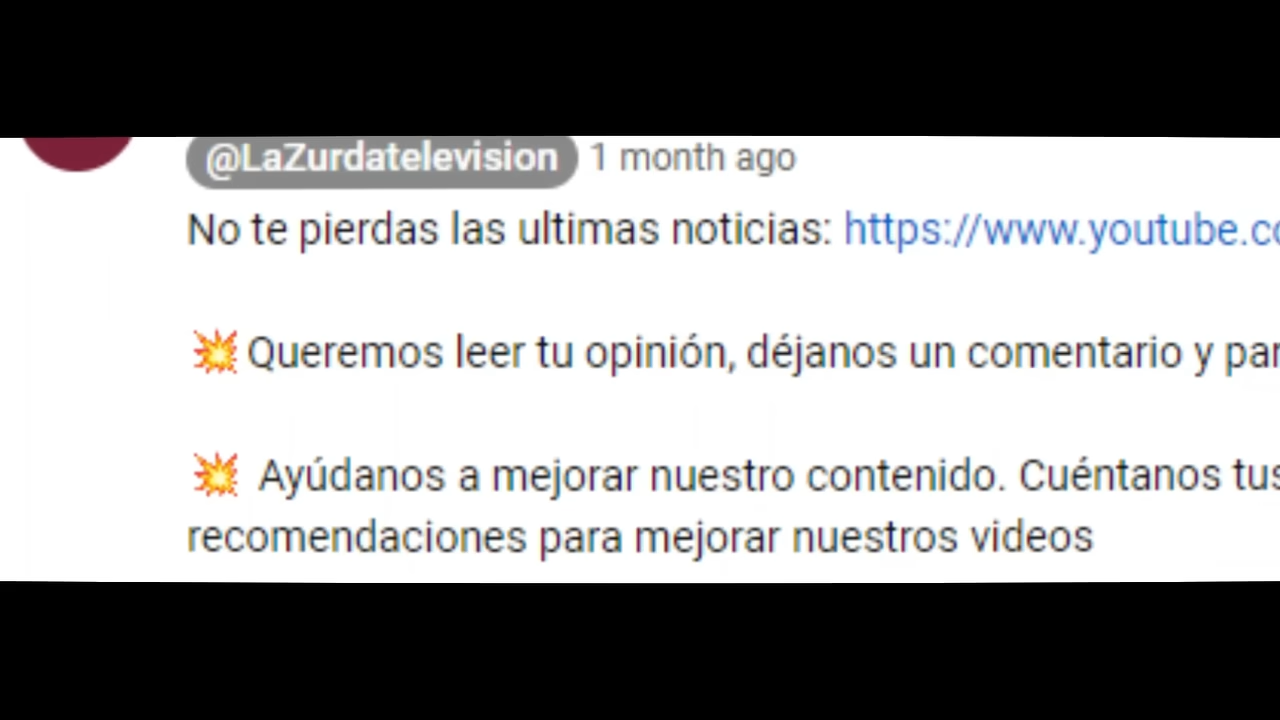 @LaZurdatelevision 1 month ago
No te pierdas las ultimas noticias: https://www.youtube.co
💥Queremos leer tu opinión, déjanos un comentario y par
💥 Ayúdanos a mejorar nuestro contenido. Cuéntanos tus
recomendaciones para mejorar nuestros videos